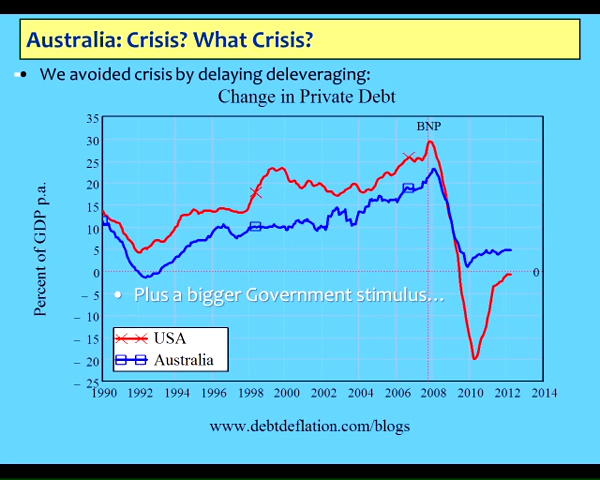 Australia: Crisis? What Crisis?
• We avoided crisis by delaying deleveraging:
Change in Private Debt
BNP
Percent of GDP p.a.
35
30
25
20
15
10
5
0
0
– 5
– 10
– 15
– 20
– 25
• Plus a bigger Government stimulus…
USA
Australia
1990 1992 1994 1996 1998 2000 2002 2004 2006 2008 2010 2012 2014
www.debtdeflation.com/blogs